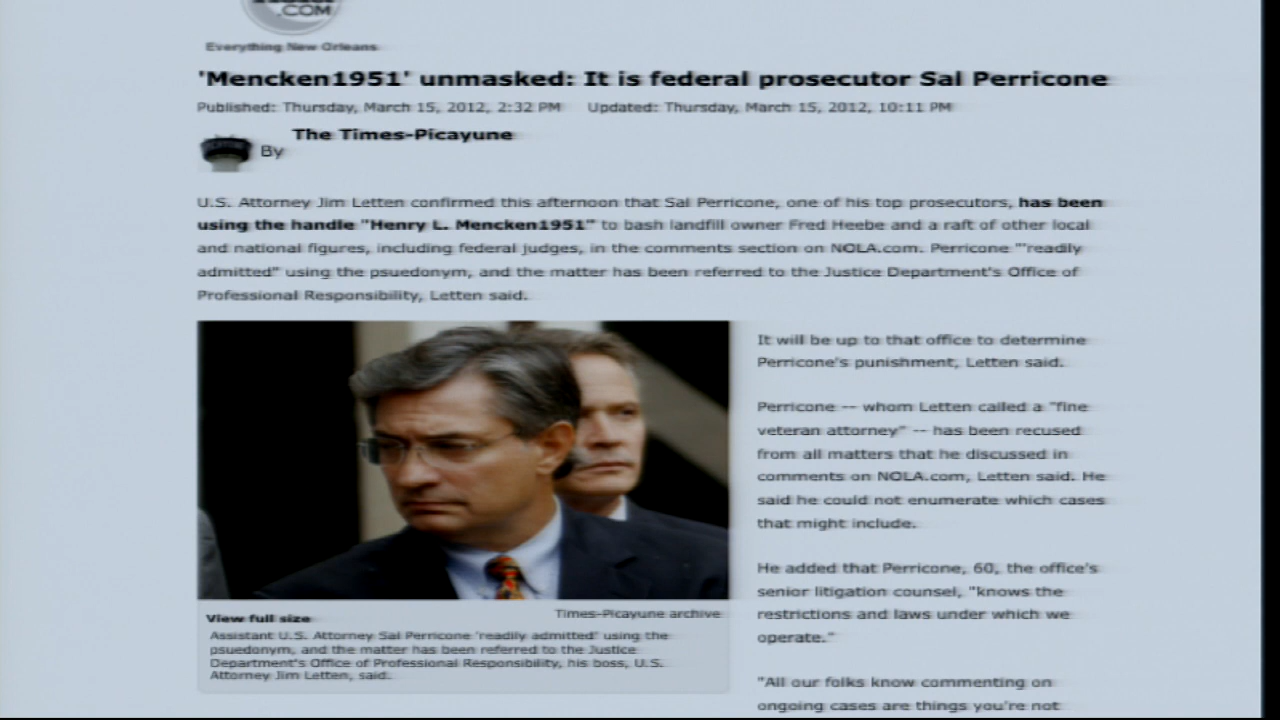 .COM
Everything New Orleans
'Mencken1951' unmasked: It is federal prosecutor Sal Perricone
Published: Thursday, March 15, 2012, 2:32 PM Updated: Thursday, March 15, 2012, 10:11 PM
The Times-Picayune
By
U.S. Attorney Jim Letten confirmed this afternoon that Sal Perricone, one of his top prosecutors, has been
using the handle "Henry L. Mencken1951" to bash landfill owner Fred Heebe and a raft of other local
and national figures, including federal judges, in the comments section on NOLA.com. Perricone '"readily
admitted" using the psuedonym, and the matter has been referred to the Justice Department's Office of
Professional Responsibility, Letten said.
It will be up to that office to determine
Perricone's punishment, Letten said.
Perricone -- whom Letten called a "fine
veteran attorney" -- has been recused
from all matters that he discussed in
comments on NOLA.com, Letten said. He
said he could not enumerate which cases
that might include.
He added that Perricone, 60, the office's
senior litigation counsel, "knows the
restrictions and laws under which we
operate."
"All our folks know commenting on
ongoing cases are things you're not
View full size
Times-Picayune archive
Assistant U.S. Attorney Sal Perricone 'readily admitted' using the
psuedonym, and the matter has been referred to the Justice
Department's Office of Professional Responsibility, his boss, U.S.
Attorney Jim Letten, said.